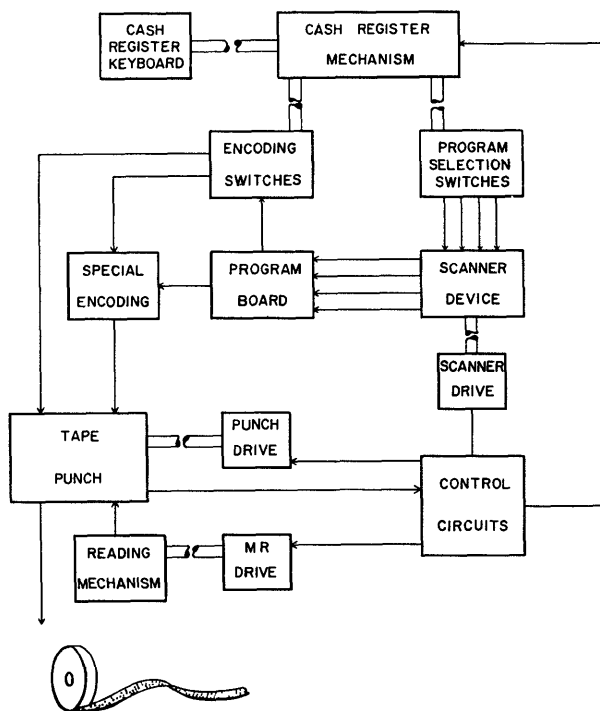 CASH
REGISTER
KEYBOARD
CASH REGISTER
MECHANISM
ENCODING
SWITCHES
PROGRAM
SELECTION
SWITCHES
SPECIAL
ENCODING
PROGRAM
BOARD
SCANNER
DEVICE
SCANNER
DRIVE
TAPE
PUNCH
PUNCH
DRIVE
CONTROL
CIRCUITS
READING
MECHANISM
M R
DRIVE